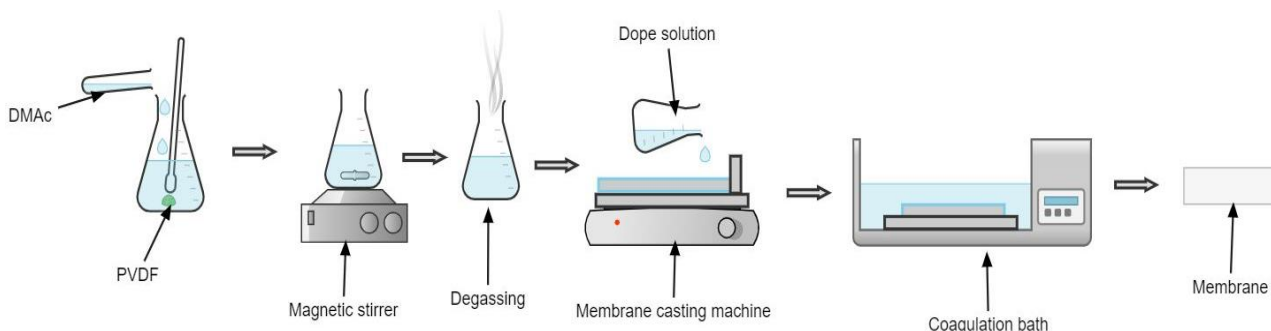 Dope solution
DMAc
PVDF
Magnetic stirrer
Degassing
Membrane casting machine
Coagulation bath
Membrane